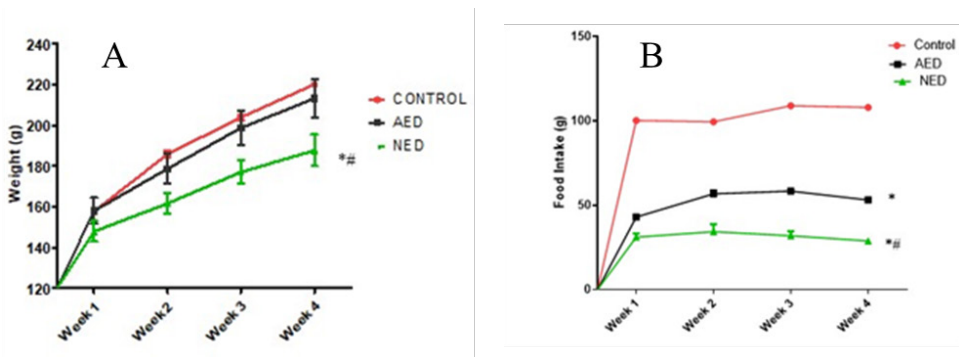 A
240
220
200
180
160
140
120
Weight (g)
Week 1
Week 2
Week 3
Week 4
CONTROL
AED
NED
*#
B
150
100
50
0
Food Intake (g)
Week 1
Week 2
Week 3
Week 4
Control
AED
NED
*
*#